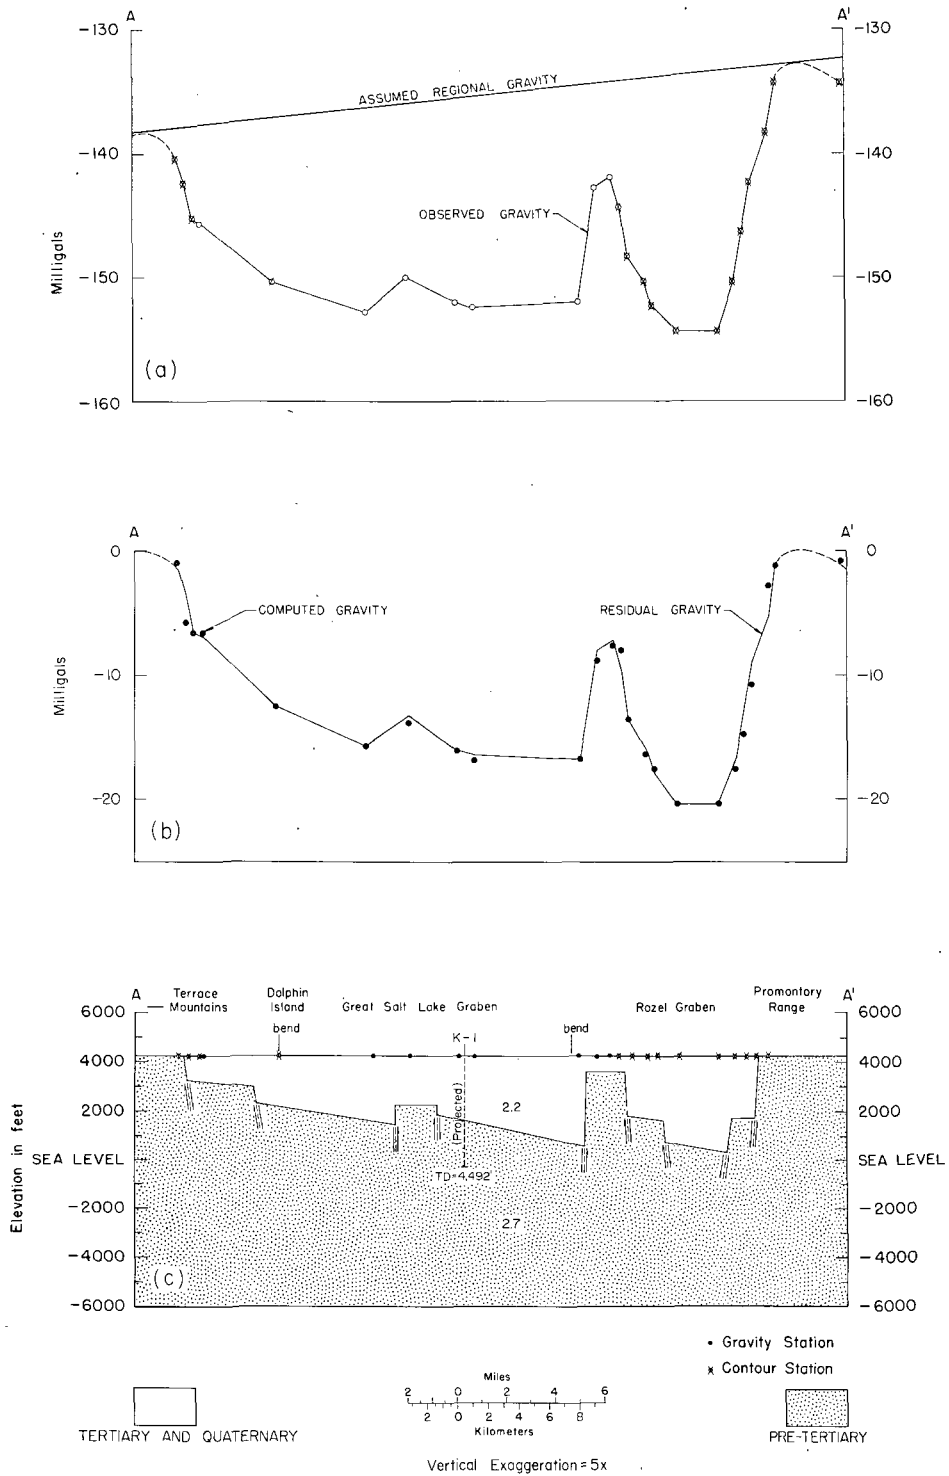 A A'
−130 −130
ASSUMED REGIONAL GRAVITY
−140 −140
OBSERVED GRAVITY
Milligals
−150 −150
(a)
−160 −160
A A'
0 0
COMPUTED GRAVITY RESIDUAL GRAVITY
Milligals
−10 −10
−20 −20
(b)
A A'
Terrace Mountains
Dolphin Island
Great Salt Lake Graben
Rozel Graben
Promontory Range
6000 6000
bend bend
K-1
4000 4000
(Projected)
2.2
2000 2000
Elevation in feet
SEA LEVEL SEA LEVEL
TD=4,492'
−2000 −2000
2.7
−4000 −4000
(c)
−6000 −6000
Gravity Station
Contour Station
Miles
2 0 2 4 6
2 0 2 4 6 8
Kilometers
TERTIARY AND QUATERNARY
PRE-TERTIARY
Vertical Exaggeration=5x